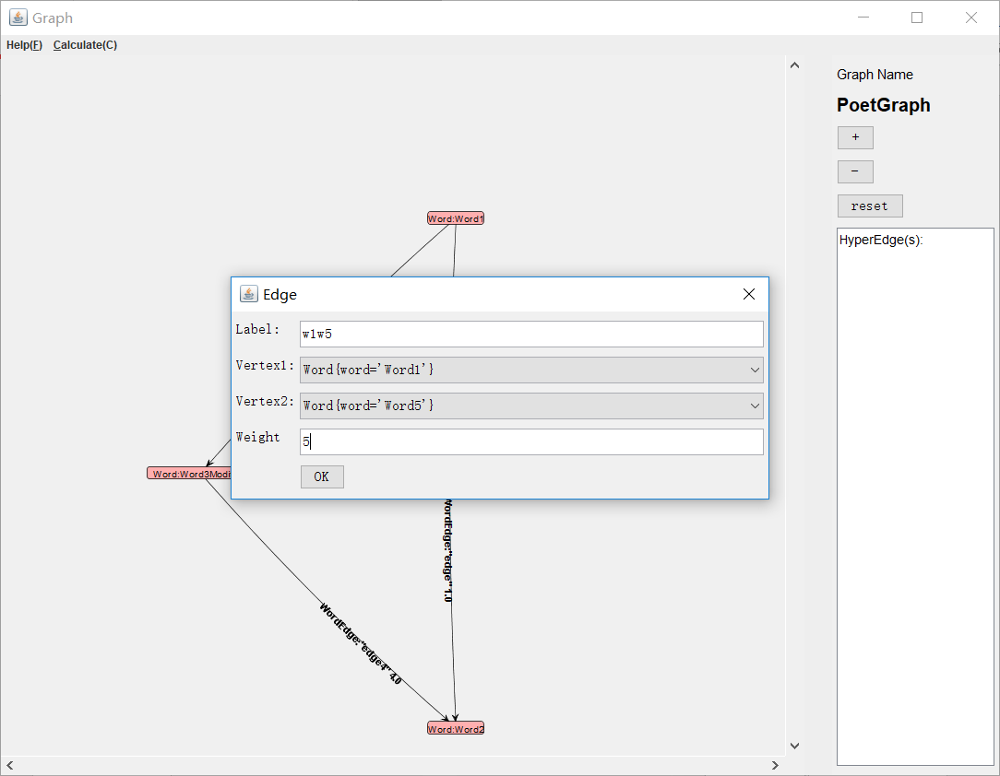 Graph
Help(F) Calculate(C)
Graph Name
PoetGraph
+
−
reset
HyperEdge(s):
Word:Word1
Edge
Label: w1w5
Vertex1: Word{word='Word1'}
Vertex2: Word{word='Word5'}
Weight 5
OK
Word:Word3Modi
WordEdge:"edge" 1.0
WordEdge:"edge4" 4.0
Word:Word2